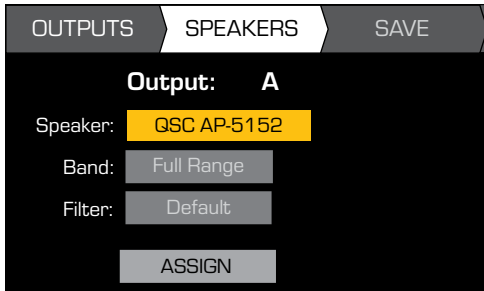 OUTPUTS SPEAKERS SAVE
Output: A
Speaker: QSC AP-5152
Band: Full Range
Filter: Default
ASSIGN